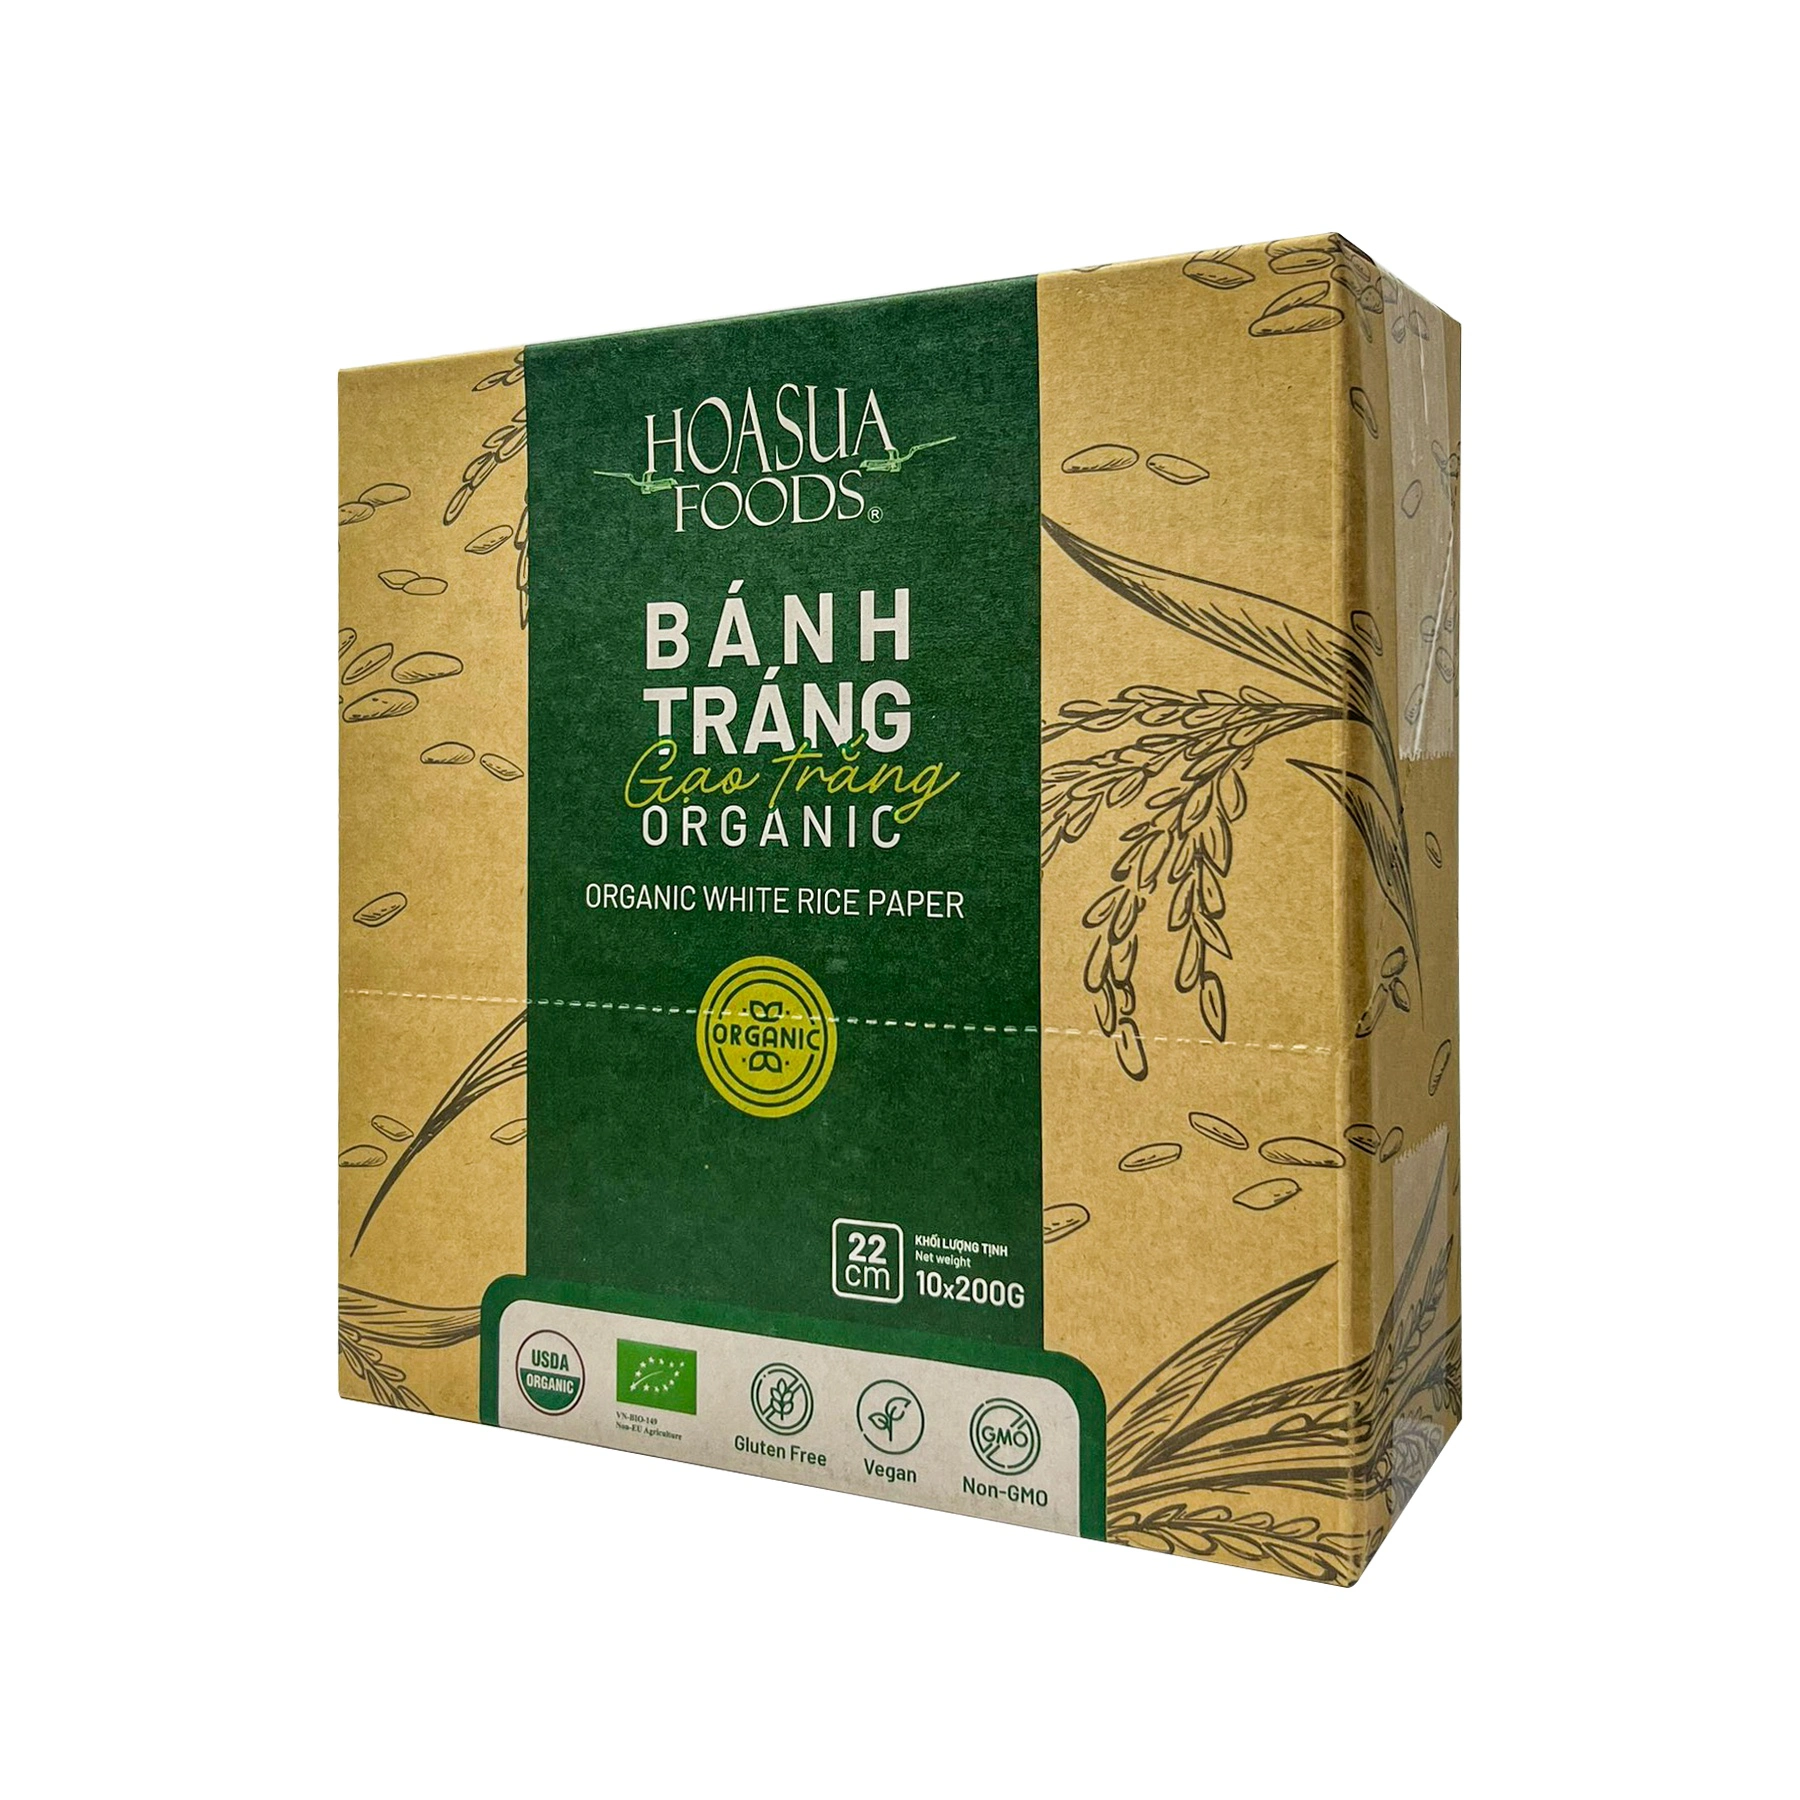 HOASUA
FOODS®
BÁNH
TRÁNG
Gạo trắng
ORGANIC
ORGANIC WHITE RICE PAPER
ORGANIC
22
cm
KHỐI LƯỢNG TỊNH
Net weight
10x200G
USDA
ORGANIC
VN-BIO-149
Non-EU Agriculture
Gluten Free
Vegan
GMO
Non-GMO